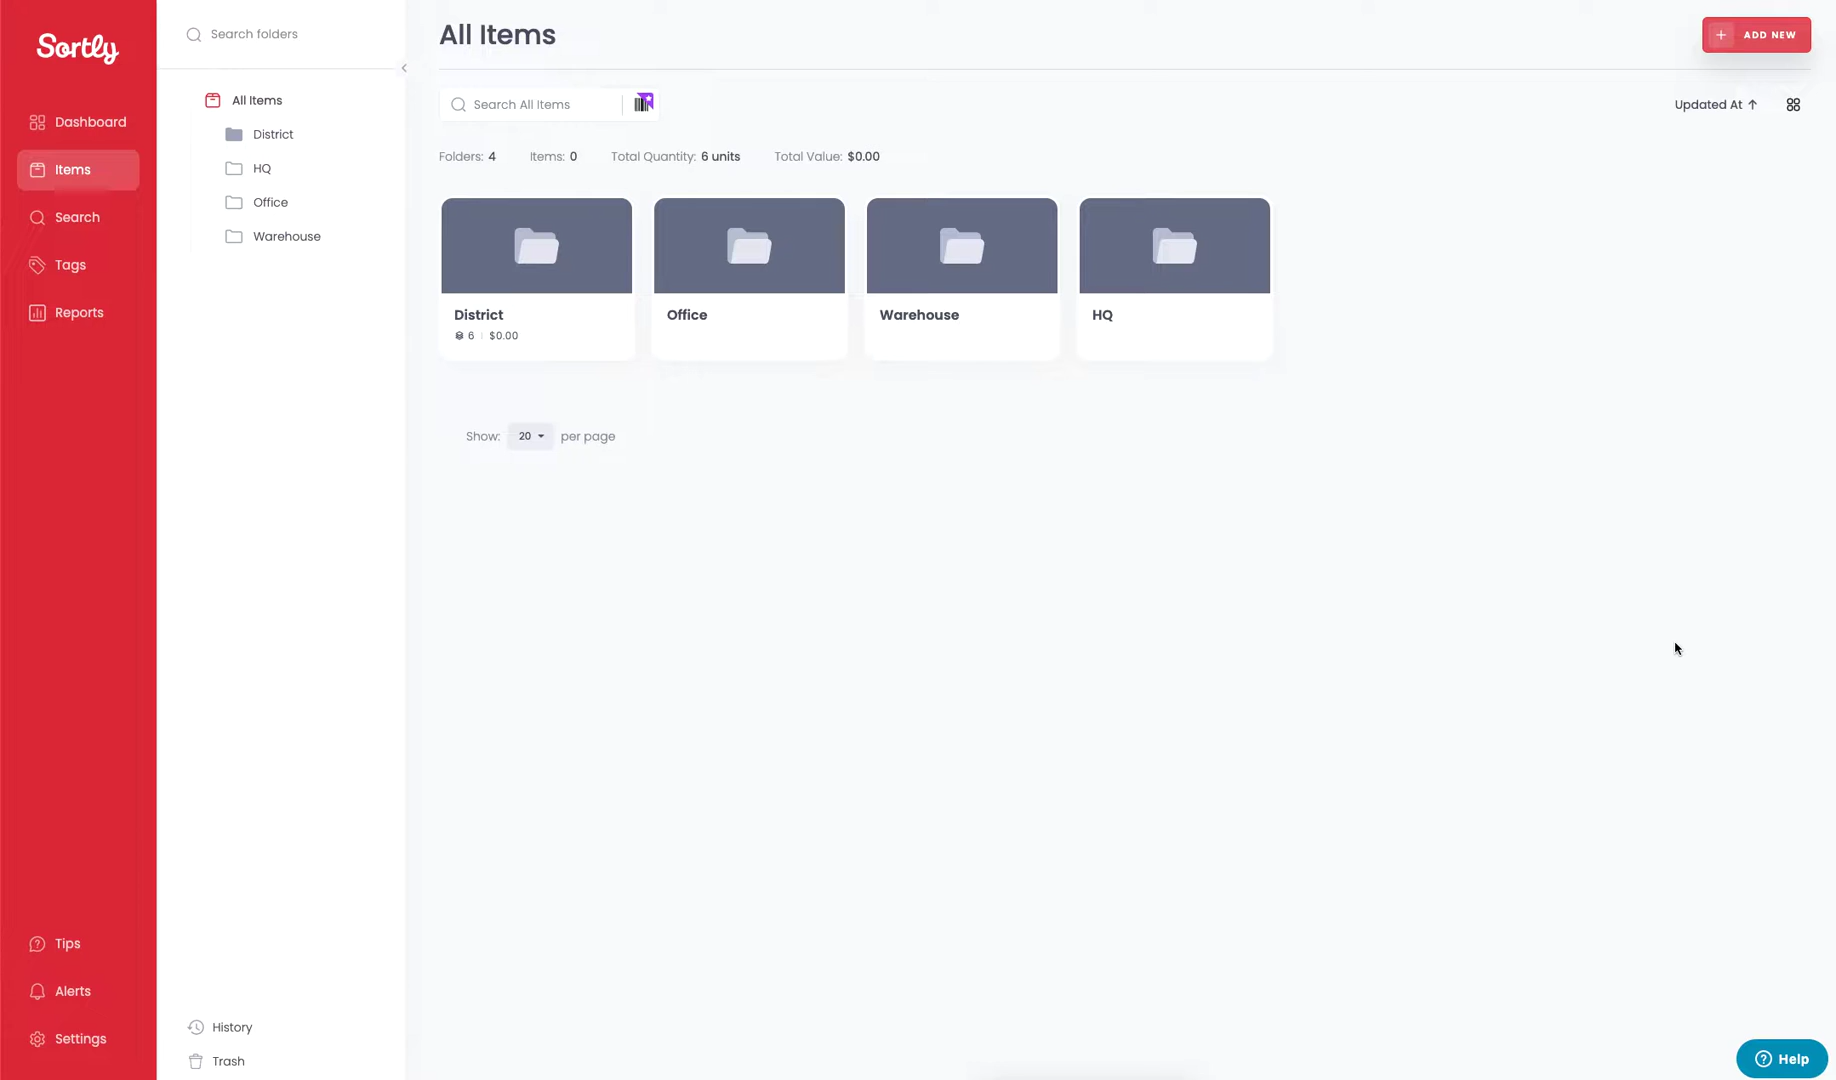 Sortly
Dashboard
Items
Search
Tags
Reports
Tips
Alerts
Settings
Search folders
All Items
District
HQ
Office
Warehouse
History
Trash
All Items
ADD NEW
Search All Items
Updated At
Folders: 4 Items: 0 Total Quantity: 6 units Total Value: $0.00
District
6 $0.00
Office
Warehouse
HQ
Show: 20 per page
Help